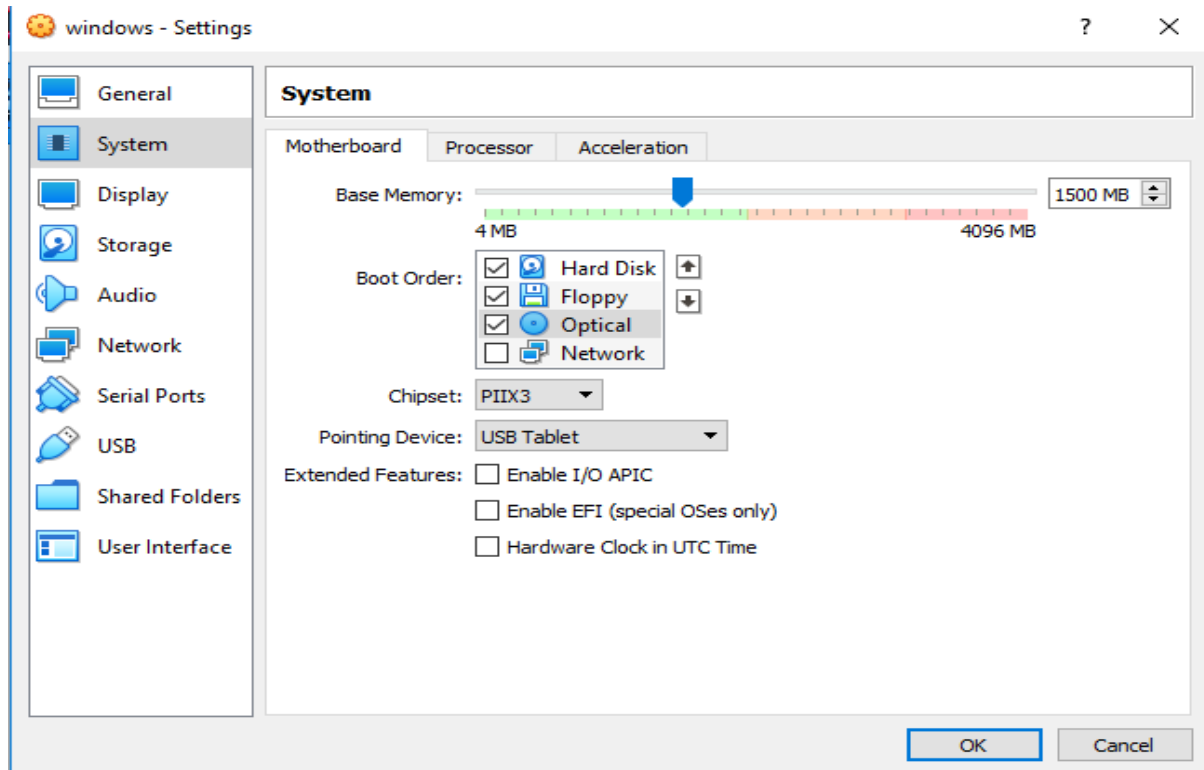 windows - Settings ?
General
System
Display
Storage
Audio
Network
Serial Ports
USB
Shared Folders
User Interface
System
Motherboard Processor Acceleration
Base Memory: 1500 MB
4 MB 4096 MB
Boot Order:
Hard Disk
Floppy
Optical
Network
Chipset: PIIX3
Pointing Device: USB Tablet
Extended Features: Enable I/O APIC
Enable EFI (special OSes only)
Hardware Clock in UTC Time
OK Cancel